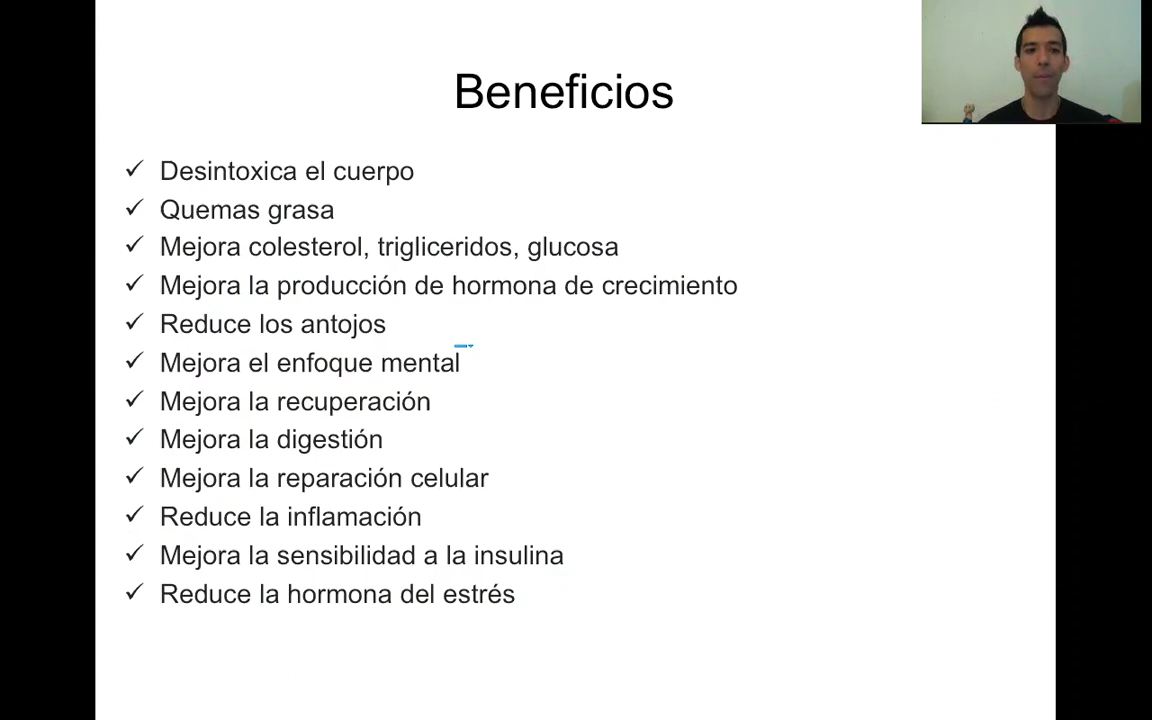 Beneficios
✓ Desintoxica el cuerpo
✓ Quemas grasa
✓ Mejora colesterol, trigliceridos, glucosa
✓ Mejora la producción de hormona de crecimiento
✓ Reduce los antojos
✓ Mejora el enfoque mental
✓ Mejora la recuperación
✓ Mejora la digestión
✓ Mejora la reparación celular
✓ Reduce la inflamación
✓ Mejora la sensibilidad a la insulina
✓ Reduce la hormona del estrés